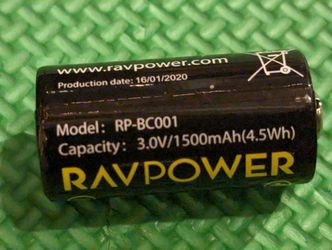 www.ravpower.com
Production date: 16/01/2020
Model: RP-BC001
Capacity: 3.0V/1500mAh(4.5Wh)
RAVPOWER